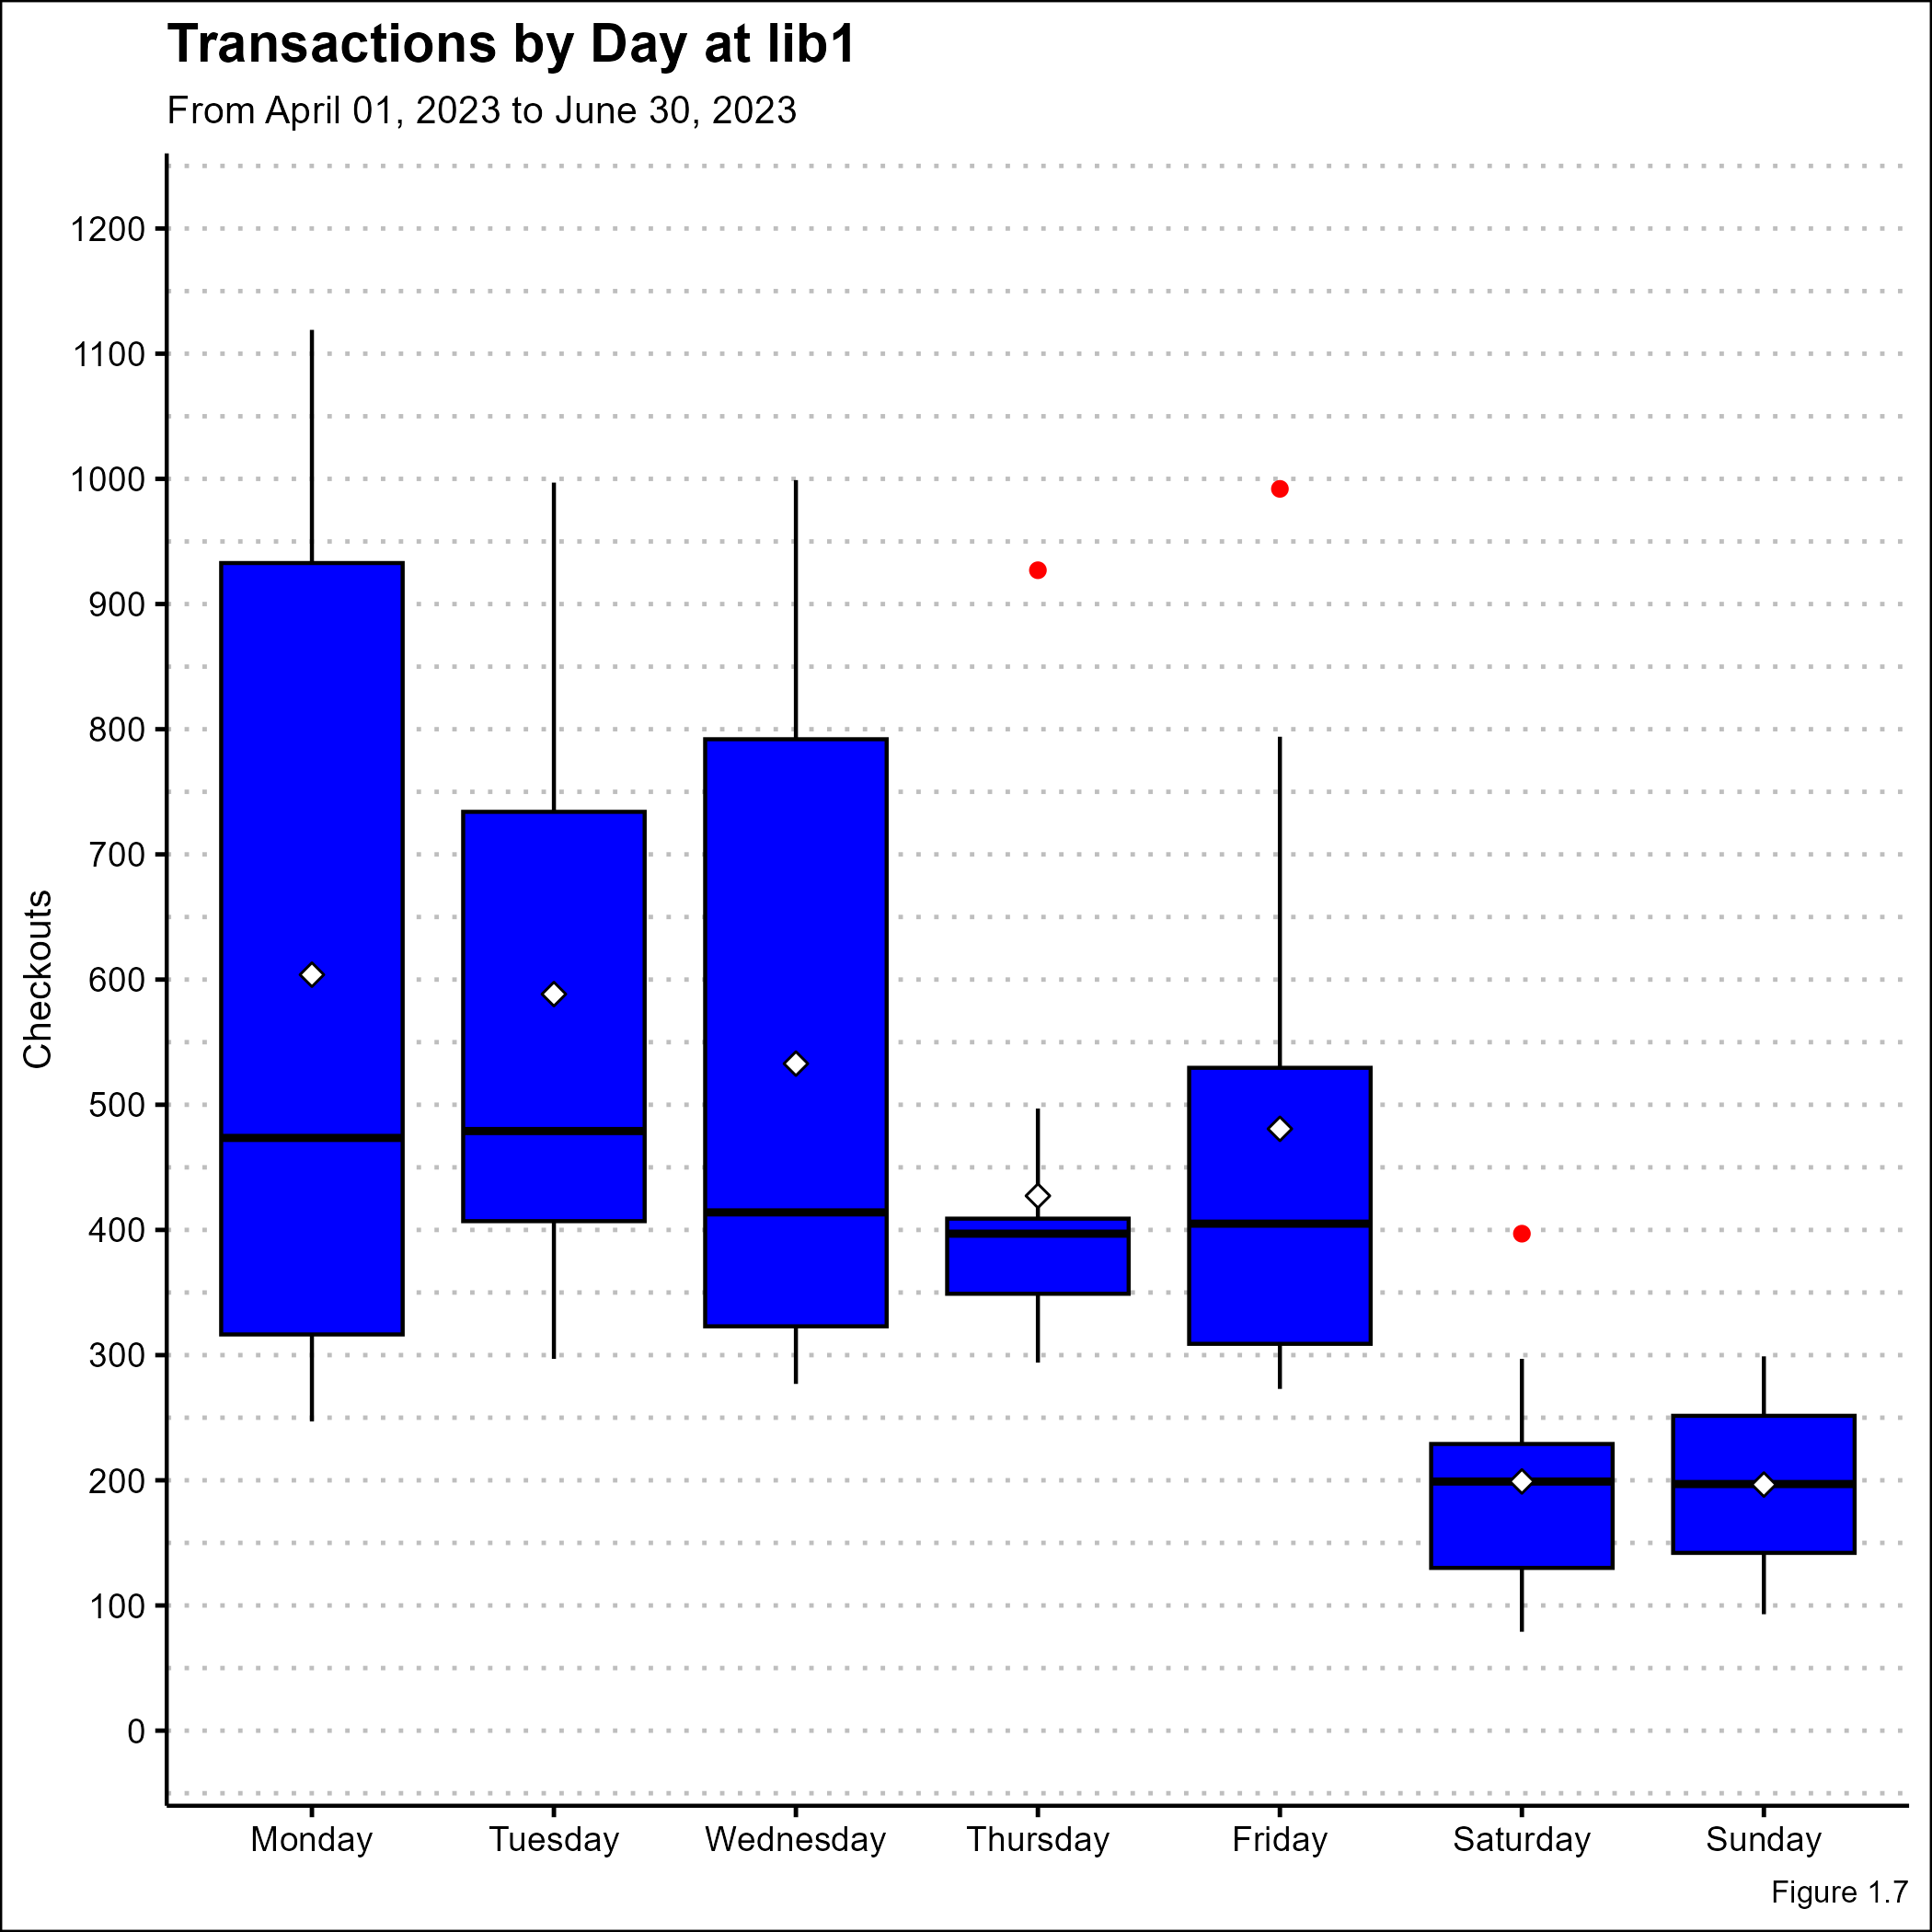 Transactions by Day at lib1
From April 01, 2023 to June 30, 2023
Checkouts
1200
1100
1000
900
800
700
600
500
400
300
200
100
0
Monday Tuesday Wednesday Thursday Friday Saturday Sunday
Figure 1.7